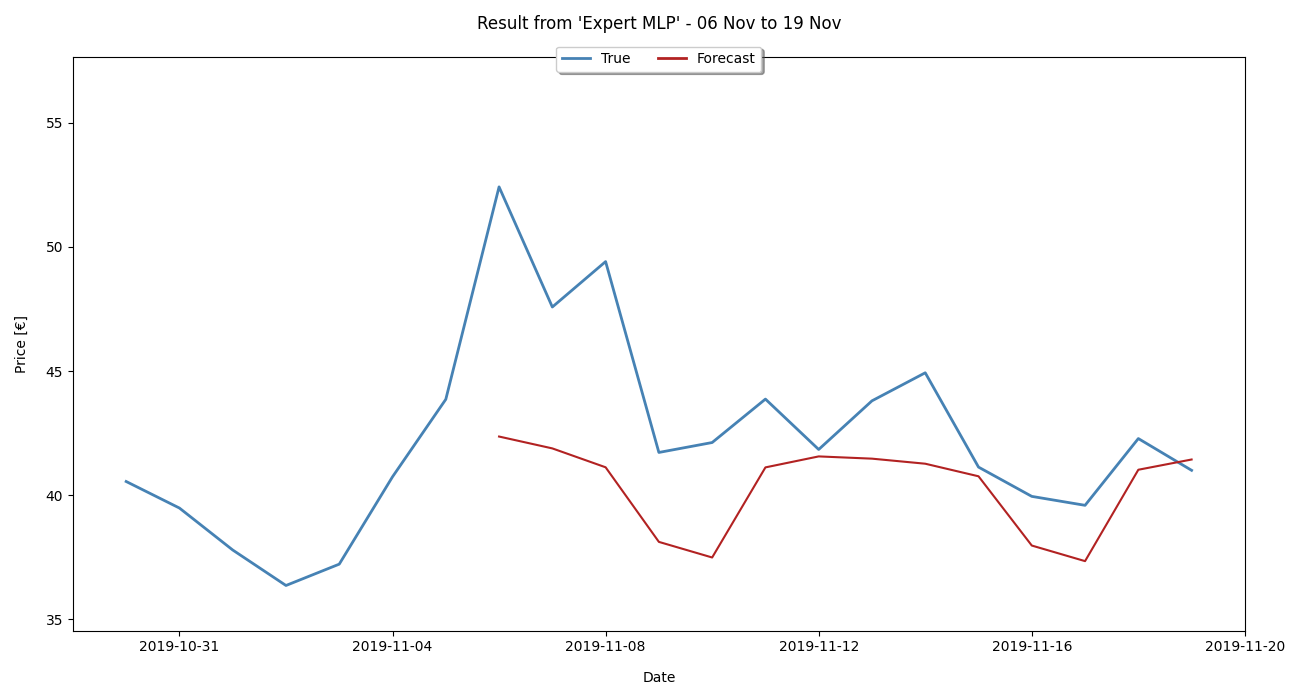 Result from 'Expert MLP' - 06 Nov to 19 Nov
True Forecast
55
50
45
40
35
Price [€]
2019-10-31 2019-11-04 2019-11-08 2019-11-12 2019-11-16 2019-11-20
Date